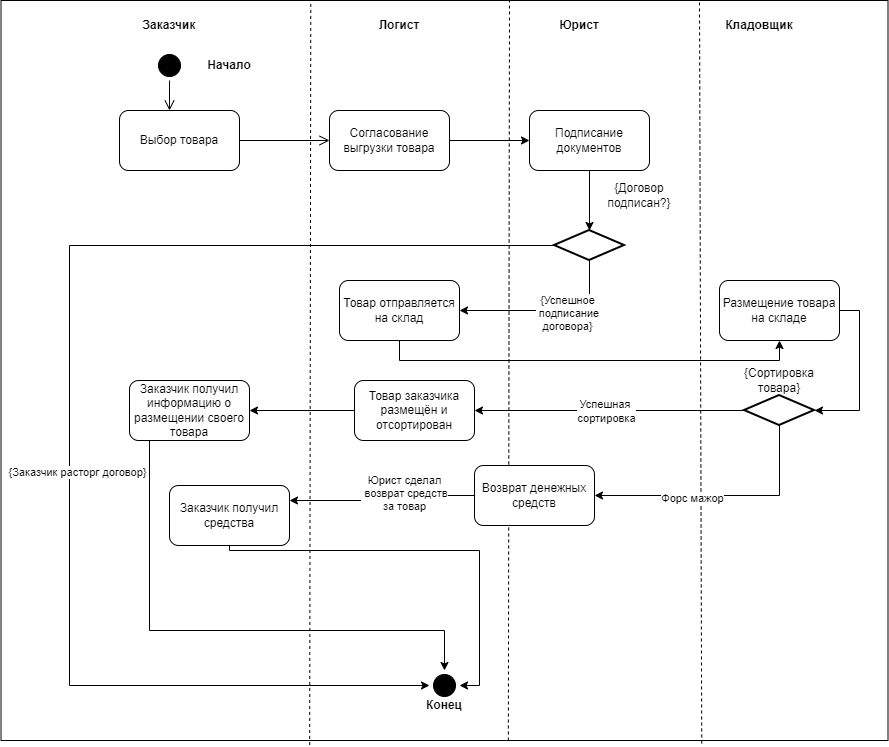 Заказчик
Логист
Юрист
Кладовщик
Начало
Выбор товара
Согласование
выгрузки товара
Подписание
документов
{Договор
подписан?}
Товар отправляется
на склад
{Успешное
подписание
договора}
Размещение товара
на складе
{Сортировка
товара}
Заказчик получил
информацию о
размещении своего
товара
Товар заказчика
размещён и
отсортирован
Успешная
сортировка
{Заказчик расторг договор}
Заказчик получил
средства
Юрист сделал
возврат средств
за товар
Возврат денежных
средств
Форс мажор
Конец